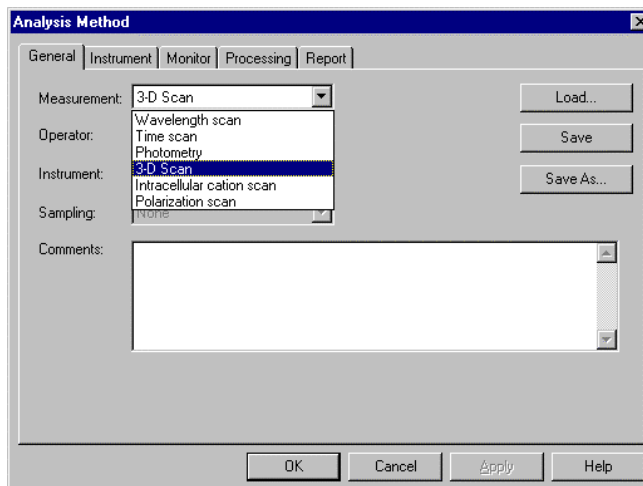 Analysis Method
General Instrument Monitor Processing Report
Measurement: 3-D Scan Load...
Wavelength scan
Time scan
Operator: Save
Photometry
3-D Scan
Instrument: Save As...
Intracellular cation scan
Polarization scan
Sampling: None
Comments:
OK Cancel Apply Help